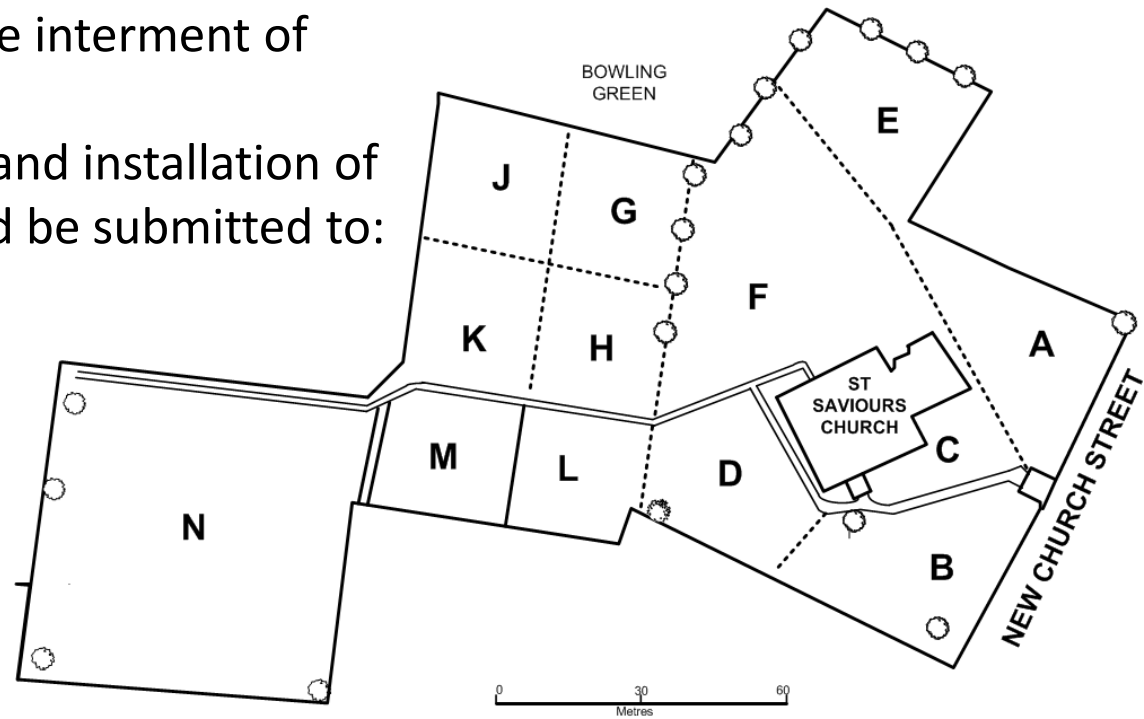 e interment of
and installation of
d be submitted to:
BOWLING
GREEN
E
J
G
F
K
H
A
ST
SAVIOURS
CHURCH
C
M
L
D
N
B
NEW CHURCH STREET
0 30 60
Metres